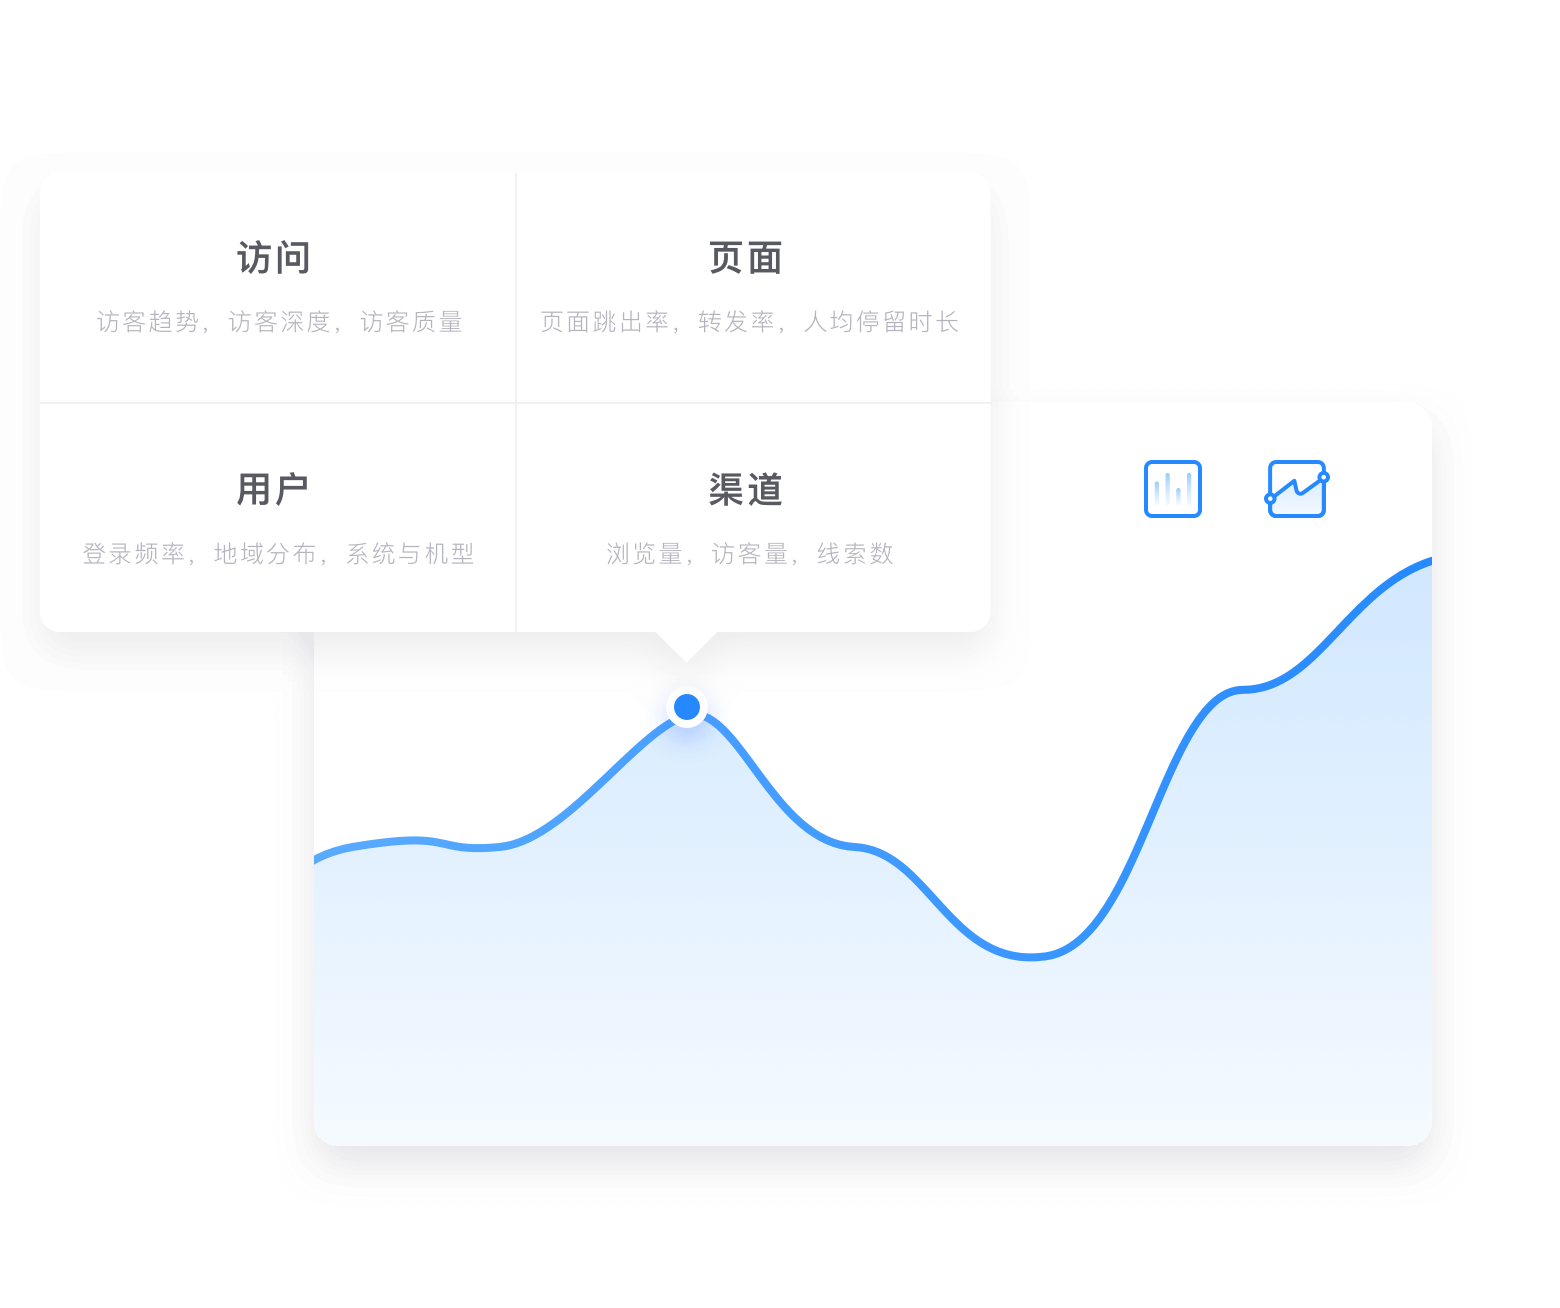 访问
访客趋势，访客深度，访客质量
页面
页面跳出率，转发率，人均停留时长
用户
登录频率，地域分布，系统与机型
渠道
浏览量，访客量，线索数